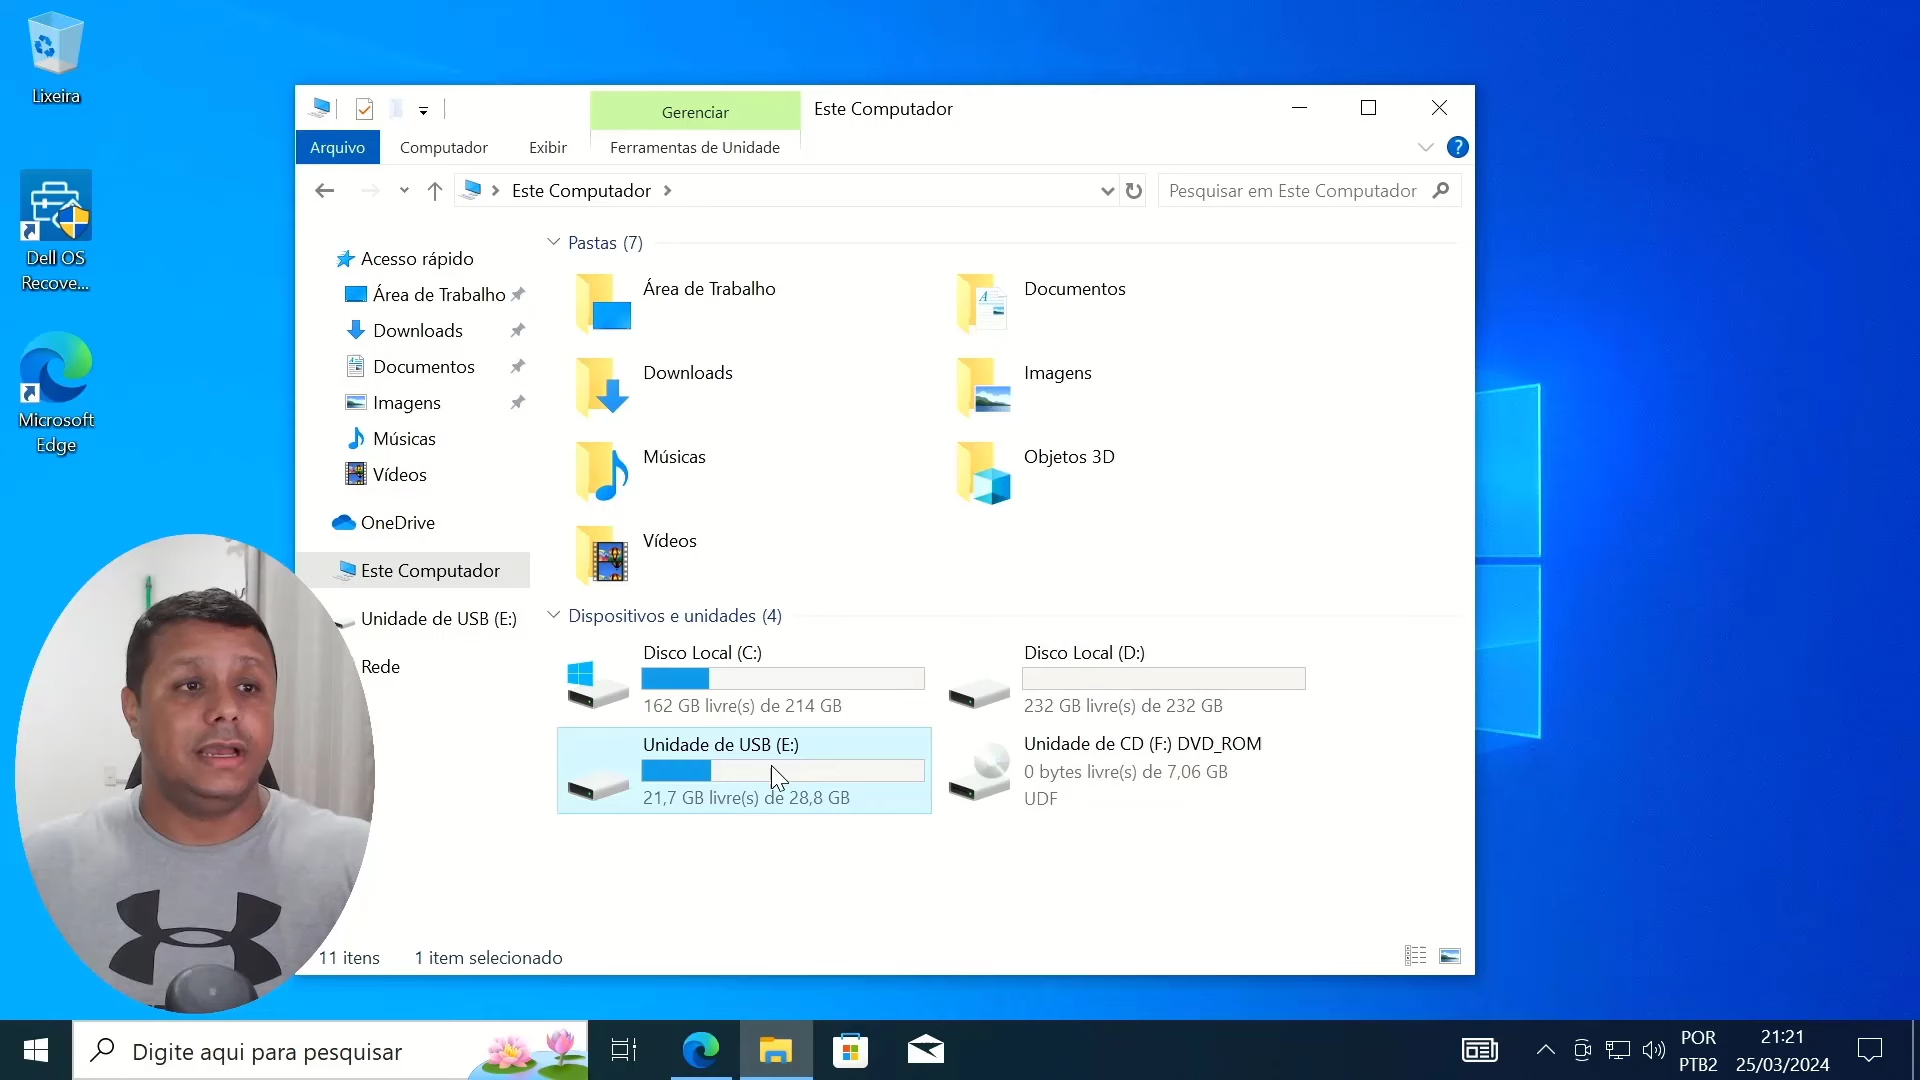 Lixeira
Dell OS
Recove...
Microsoft
Edge
Gerenciar
Este Computador
Arquivo
Computador
Exibir
Ferramentas de Unidade
?
Este Computador
Pesquisar em Este Computador
Acesso rápido
Área de Trabalho
Downloads
Documentos
Imagens
Músicas
Vídeos
OneDrive
Este Computador
Unidade de USB (E:)
Rede
Pastas (7)
Área de Trabalho
Documentos
Downloads
Imagens
Músicas
Objetos 3D
Vídeos
Dispositivos e unidades (4)
Disco Local (C:)
162 GB livre(s) de 214 GB
Disco Local (D:)
232 GB livre(s) de 232 GB
Unidade de USB (E:)
21,7 GB livre(s) de 28,8 GB
Unidade de CD (F:) DVD_ROM
0 bytes livre(s) de 7,06 GB
UDF
11 itens
1 item selecionado
Digite aqui para pesquisar
POR
PTB2
21:21
25/03/2024